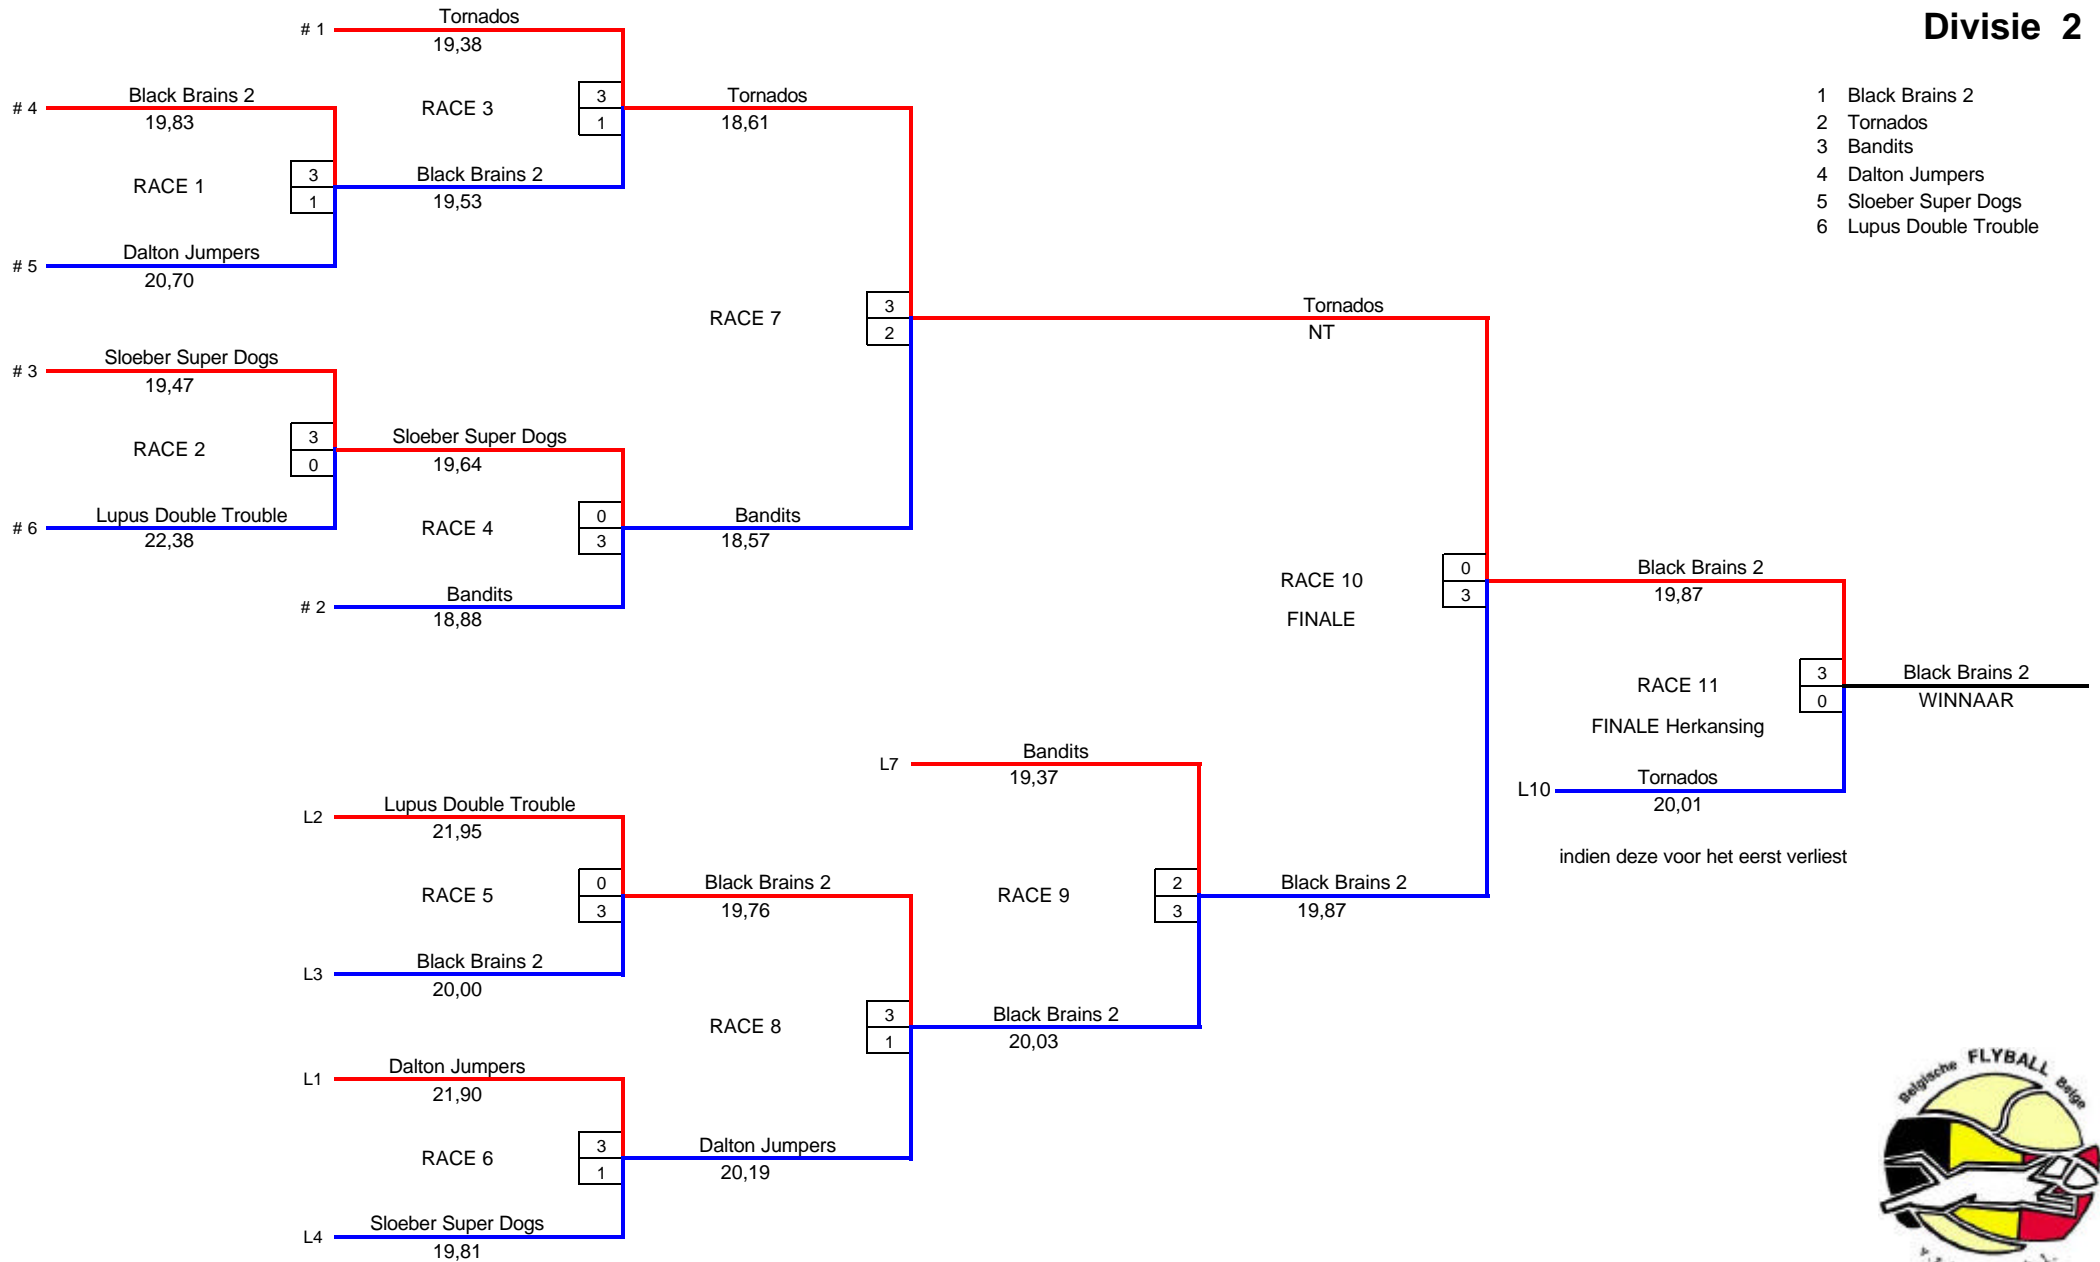 Divisie 2
1 Black Brains 2
2 Tornados
3 Bandits
4 Dalton Jumpers
5 Sloeber Super Dogs
6 Lupus Double Trouble
# 1
Tornados
19,38
# 4
Black Brains 2
19,83
RACE 1
3
1
# 5
Dalton Jumpers
20,70
RACE 3
3
1
Black Brains 2
19,53
Tornados
18,61
# 3
Sloeber Super Dogs
19,47
RACE 2
3
0
# 6
Lupus Double Trouble
22,38
Sloeber Super Dogs
19,64
RACE 4
0
3
# 2
Bandits
18,88
Bandits
18,57
RACE 7
3
2
Tornados
NT
RACE 10
FINALE
0
3
Black Brains 2
19,87
RACE 11
FINALE Herkansing
3
0
Black Brains 2
WINNAAR
L10
Tornados
20,01
indien deze voor het eerst verliest
L7
Bandits
19,37
RACE 9
2
3
Black Brains 2
19,87
L2
Lupus Double Trouble
21,95
RACE 5
0
3
L3
Black Brains 2
20,00
Black Brains 2
19,76
RACE 8
3
1
Black Brains 2
20,03
L1
Dalton Jumpers
21,90
RACE 6
3
1
L4
Sloeber Super Dogs
19,81
Dalton Jumpers
20,19
Belgische FLYBALL Belge